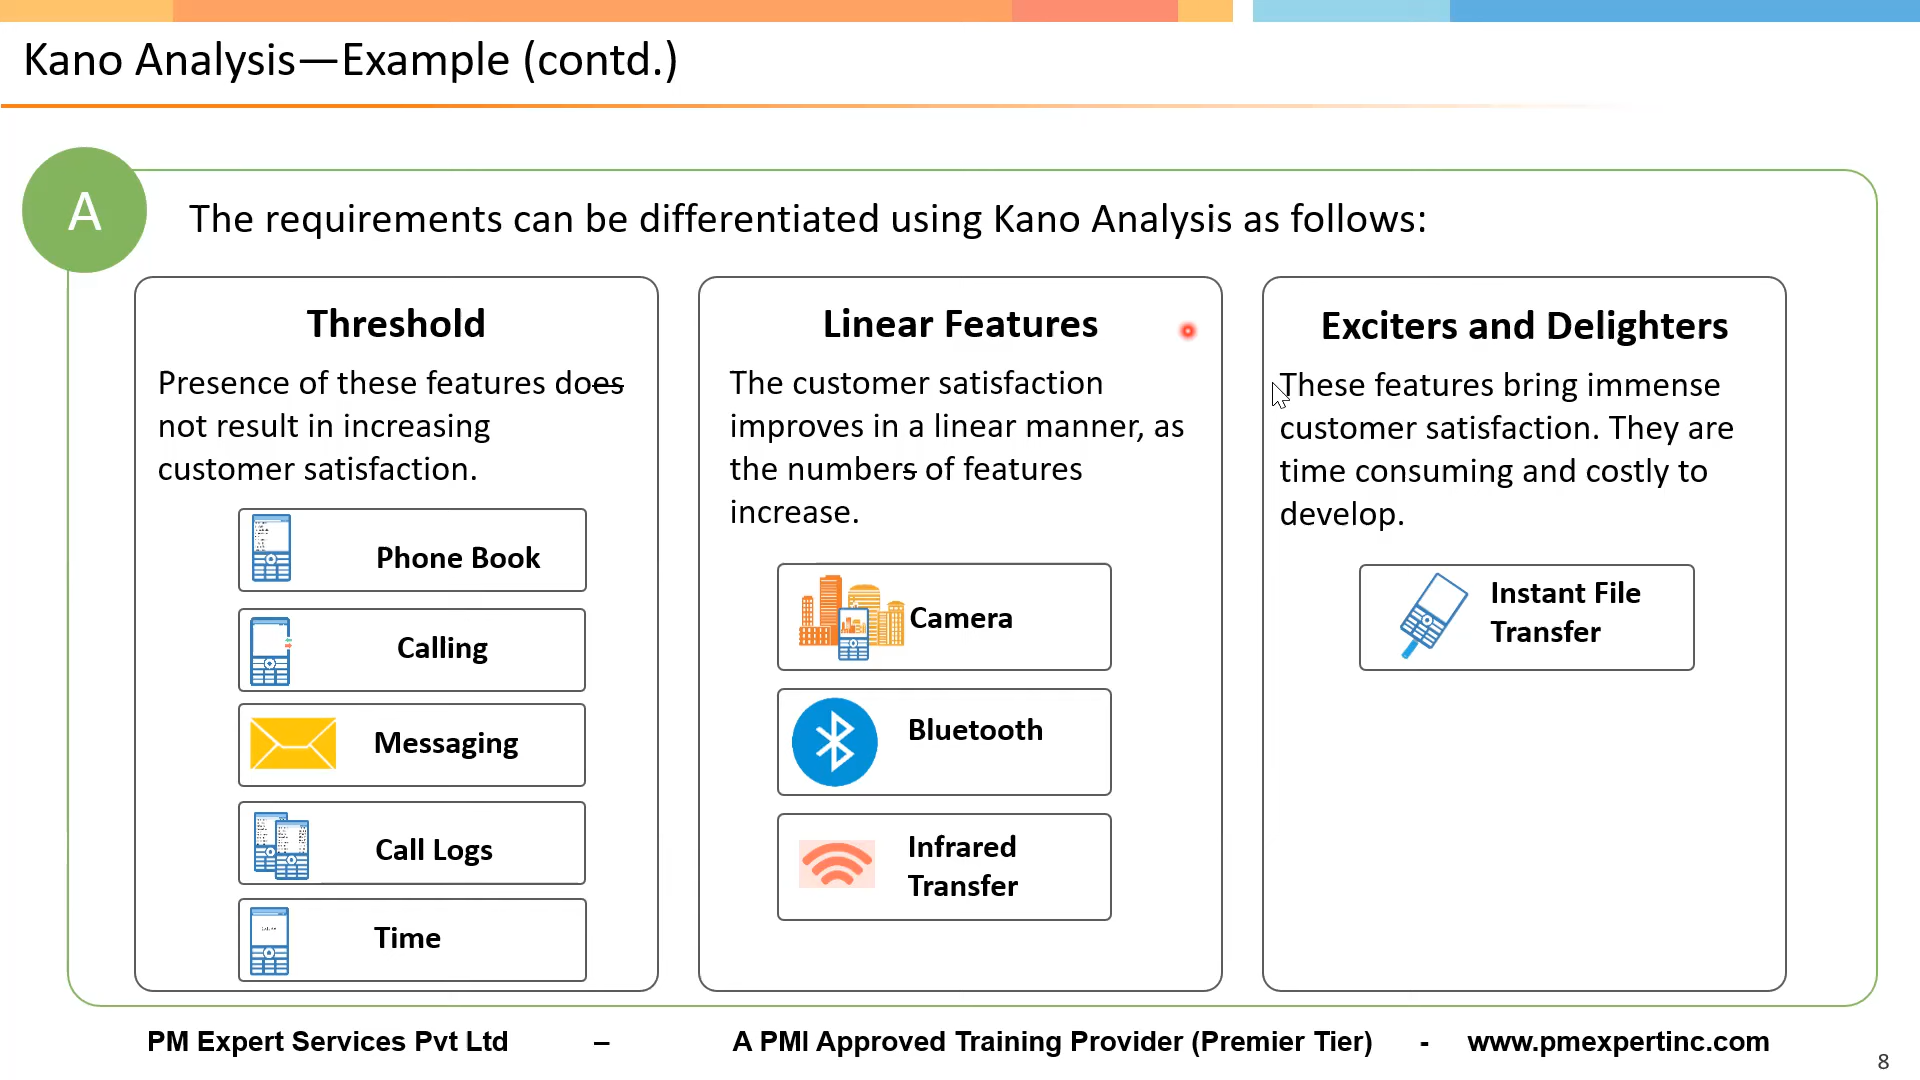 Kano Analysis—Example (contd.)
A
The requirements can be differentiated using Kano Analysis as follows:
Threshold
Presence of these features does
not result in increasing
customer satisfaction.
Phone Book
Calling
Messaging
Call Logs
Time
Linear Features
The customer satisfaction
improves in a linear manner, as
the numbers of features
increase.
Camera
Bluetooth
Infrared
Transfer
Exciters and Delighters
These features bring immense
customer satisfaction. They are
time consuming and costly to
develop.
Instant File
Transfer
PM Expert Services Pvt Ltd – A PMI Approved Training Provider (Premier Tier) - www.pmexpertinc.com
8